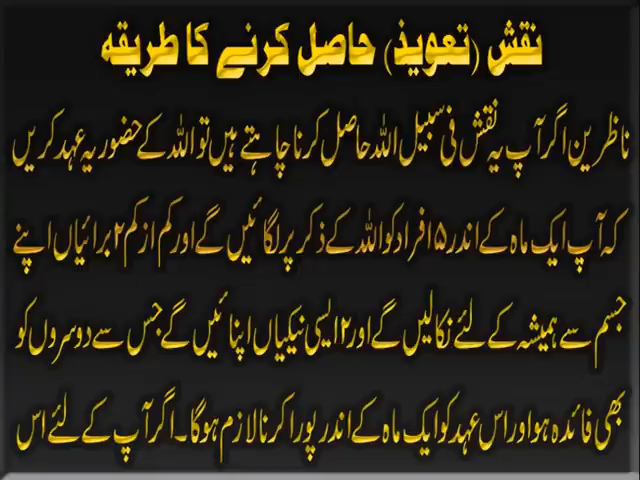 نقش (تعویذ) حاصل کرنے کا طریقہ
ناظرین اگر آپ یہ نقش فی سبیل اللہ حاصل کرنا چاہتے ہیں تو اللہ کے حضور یہ عہد کریں
کہ آپ ایک ماہ کے اندر ۵ افراد کو اللہ کے ذکر پر لگائیں گے اور کم از کم ۲ برائیاں اپنے
جسم سے ہمیشہ کے لئے نکالیں گے اور ۲ ایسی نیکیاں اپنائیں گے جس سے دوسروں کو
بھی فائدہ ہو اور اس عہد کو ایک ماہ کے اندر پورا کرنا لازم ہوگا۔ اگر آپ کے لئے اس